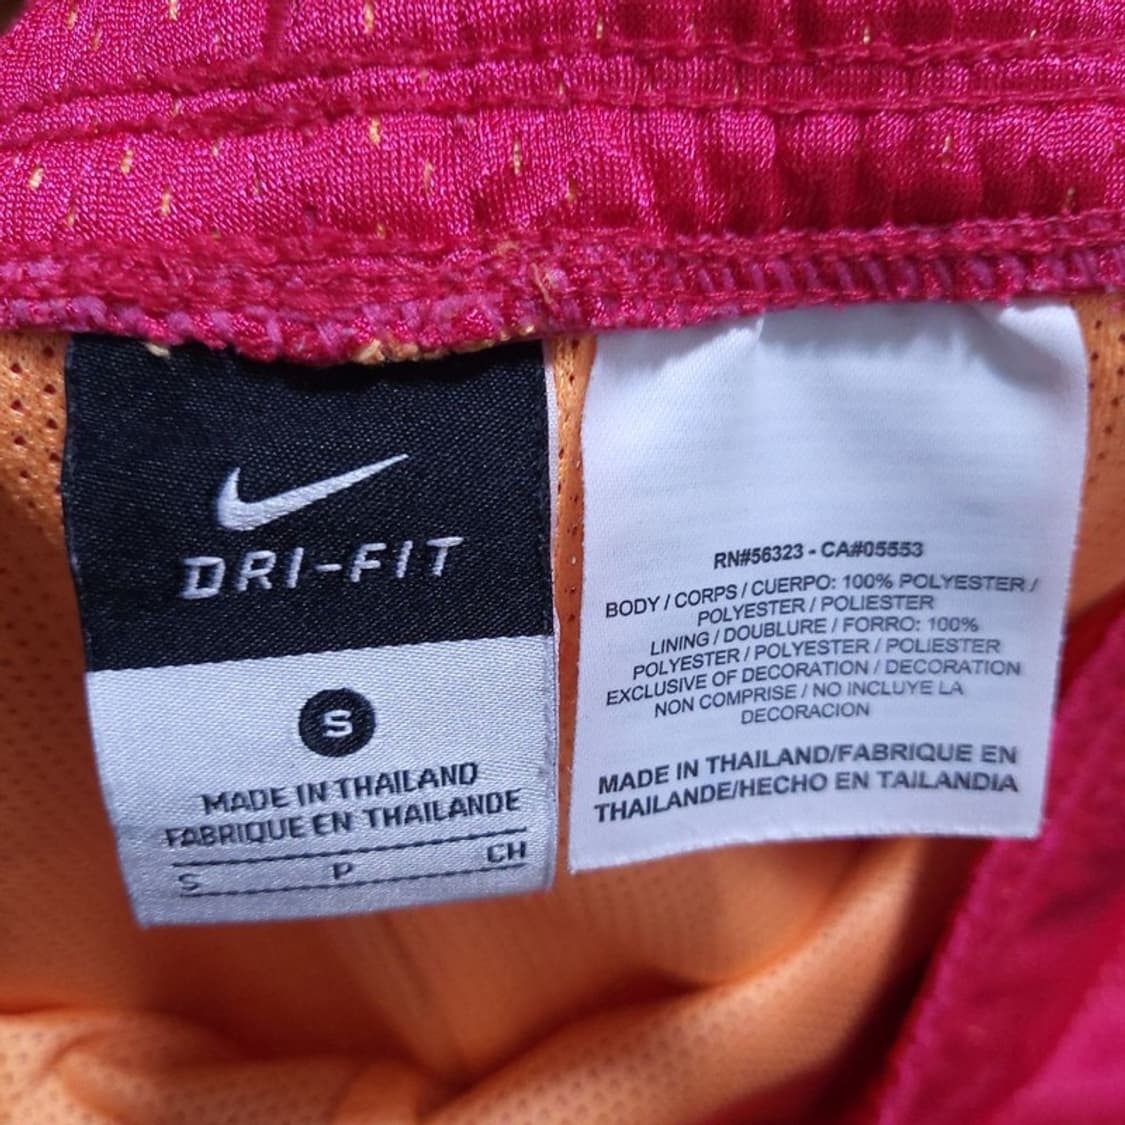 DRI-FIT
S
MADE IN THAILAND
FABRIQUE EN THAILANDE
S P CH
RN#56323 - CA#05553
BODY / CORPS / CUERPO: 100% POLYESTER /
POLYESTER / POLIESTER
LINING / DOUBLURE / FORRO: 100%
POLYESTER / POLYESTER / POLIESTER
EXCLUSIVE OF DECORATION / DECORATION
NON COMPRISE / NO INCLUYE LA
DECORACION
MADE IN THAILAND/FABRIQUE EN
THAILANDE/HECHO EN TAILANDIA